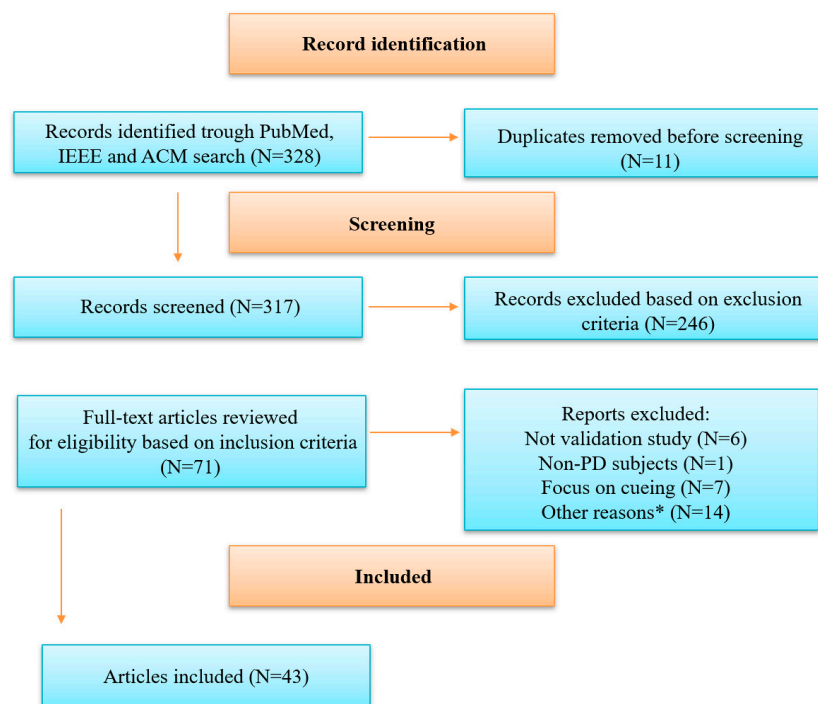 Record identification
Records identified trough PubMed,
IEEE and ACM search (N=328)
Duplicates removed before screening
(N=11)
Screening
Records screened (N=317)
Records excluded based on exclusion
criteria (N=246)
Full-text articles reviewed
for eligibility based on inclusion criteria
(N=71)
Reports excluded:
Not validation study (N=6)
Non-PD subjects (N=1)
Focus on cueing (N=7)
Other reasons* (N=14)
Included
Articles included (N=43)